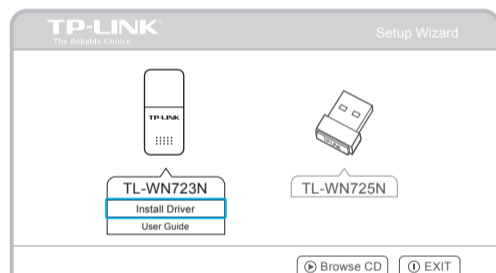 TP-LINK®
The Reliable Choice
Setup Wizard
TP-LINK
TL-WN723N
Install Driver
User Guide
TL-WN725N
Browse CD
EXIT